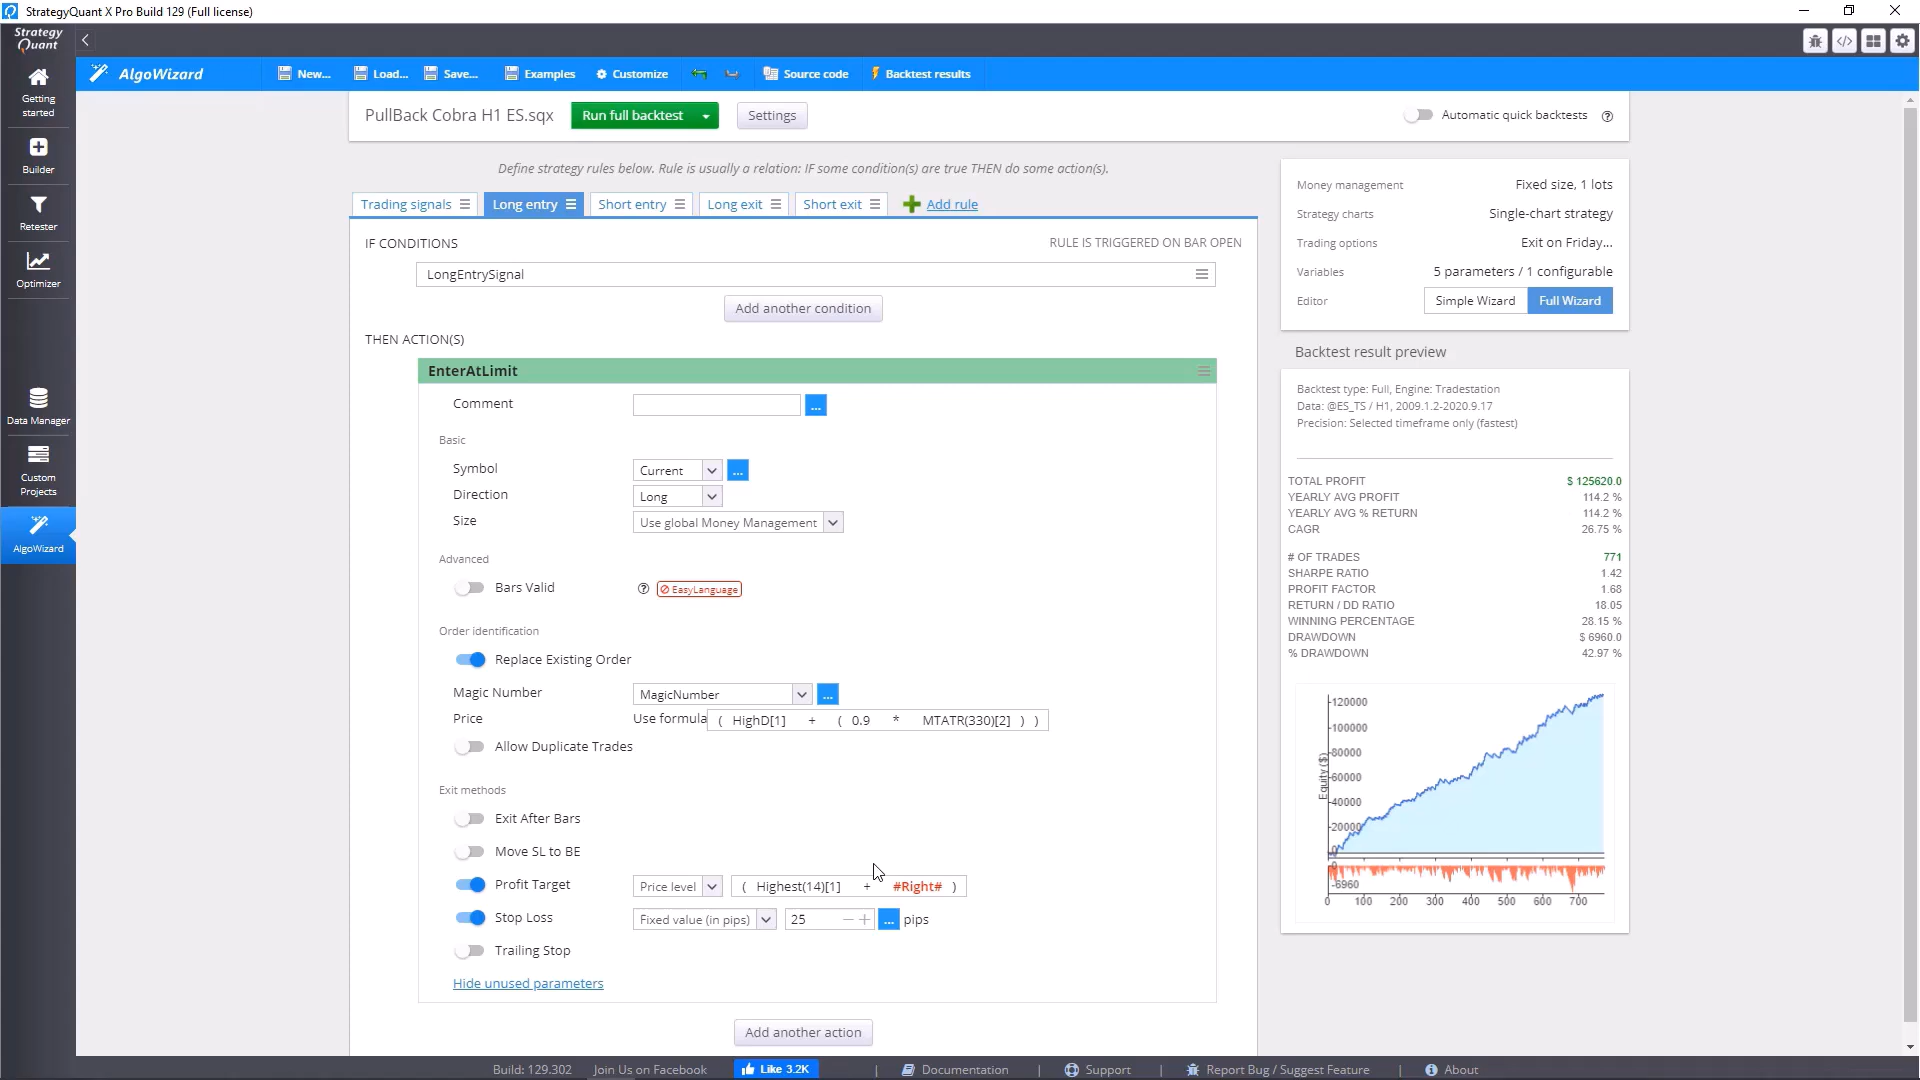 StrategyQuant X Pro Build 129 (Full license)
Strategy
Quant
AlgoWizard
New...
Load...
Save...
Examples
Customize
Source code
Backtest results
Getting
started
Builder
Retester
Optimizer
Data Manager
Custom
Projects
AlgoWizard
PullBack Cobra H1 ES.sqx
Run full backtest
Settings
Automatic quick backtests
Define strategy rules below. Rule is usually a relation: IF some condition(s) are true THEN do some action(s).
Trading signals
Long entry
Short entry
Long exit
Short exit
Add rule
IF CONDITIONS
RULE IS TRIGGERED ON BAR OPEN
LongEntrySignal
Add another condition
THEN ACTION(S)
EnterAtLimit
Comment
...
Basic
Symbol
Current
...
Direction
Long
Size
Use global Money Management
Advanced
Bars Valid
EasyLanguage
Order identification
Replace Existing Order
Magic Number
MagicNumber
...
Price
Use formula
( HighD[1] + ( 0.9 * MTATR(330)[2] ) )
Allow Duplicate Trades
Exit methods
Exit After Bars
Move SL to BE
Profit Target
Price level
( Highest(14)[1] + #Right# )
Stop Loss
Fixed value (in pips)
25
...
pips
Trailing Stop
Hide unused parameters
Add another action
Money management
Fixed size, 1 lots
Strategy charts
Single-chart strategy
Trading options
Exit on Friday...
Variables
5 parameters / 1 configurable
Editor
Simple Wizard
Full Wizard
Backtest result preview
Backtest type: Full, Engine: Tradestation
Data: @ES_TS / H1, 2009.1.2-2020.9.17
Precision: Selected timeframe only (fastest)
TOTAL PROFIT $ 125620.0
YEARLY AVG PROFIT 114.2 %
YEARLY AVG % RETURN 114.2 %
CAGR 26.75 %
# OF TRADES 771
SHARPE RATIO 1.42
PROFIT FACTOR 1.68
RETURN / DD RATIO 18.05
WINNING PERCENTAGE 28.15 %
DRAWDOWN $ 6960.0
% DRAWDOWN 42.97 %
Equity ($)
120000
100000
80000
60000
40000
20000
0
0
-6960
0 100 200 300 400 500 600 700
Build: 129.302
Join Us on Facebook
Like 3.2K
Documentation
Support
Report Bug / Suggest Feature
About